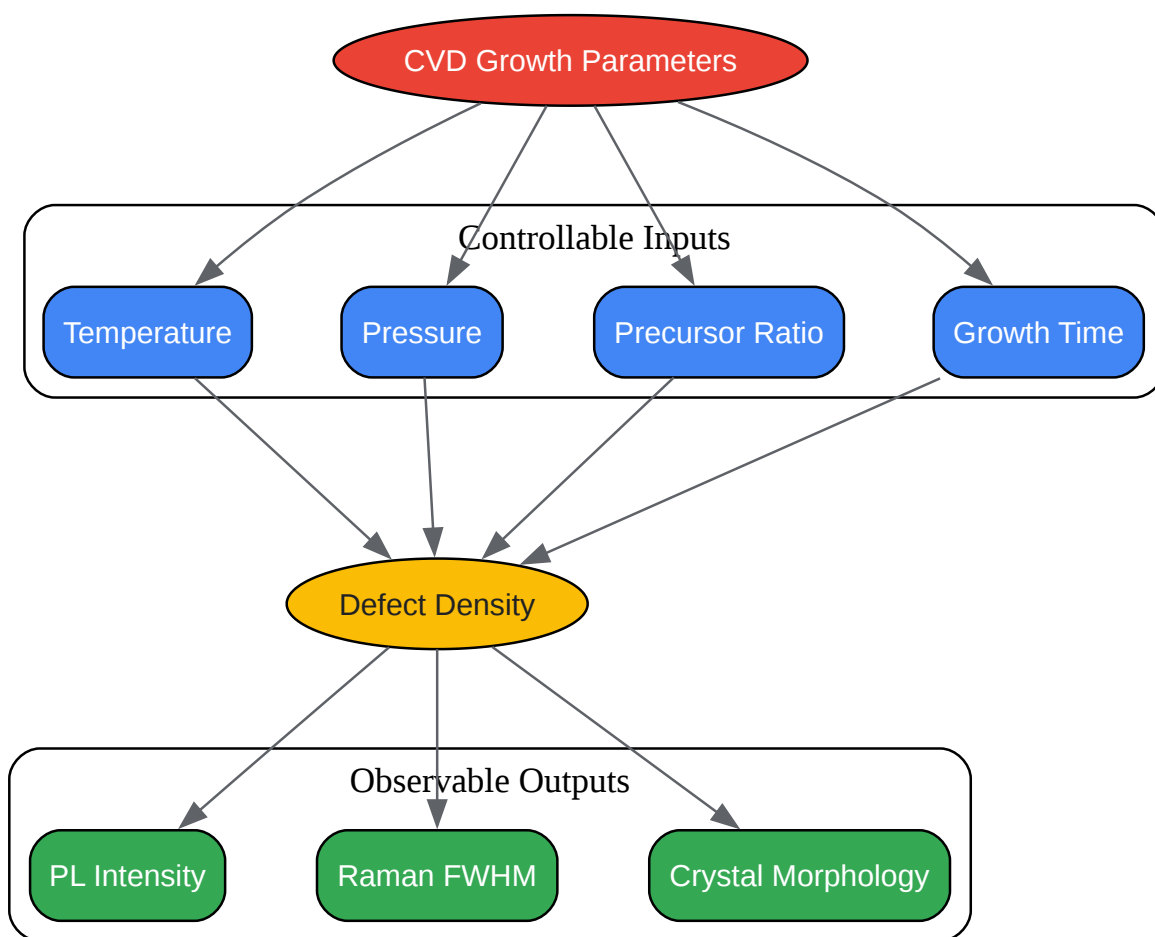 CVD Growth Parameters
Controllable Inputs
Temperature
Pressure
Precursor Ratio
Growth Time
Defect Density
Observable Outputs
PL Intensity
Raman FWHM
Crystal Morphology